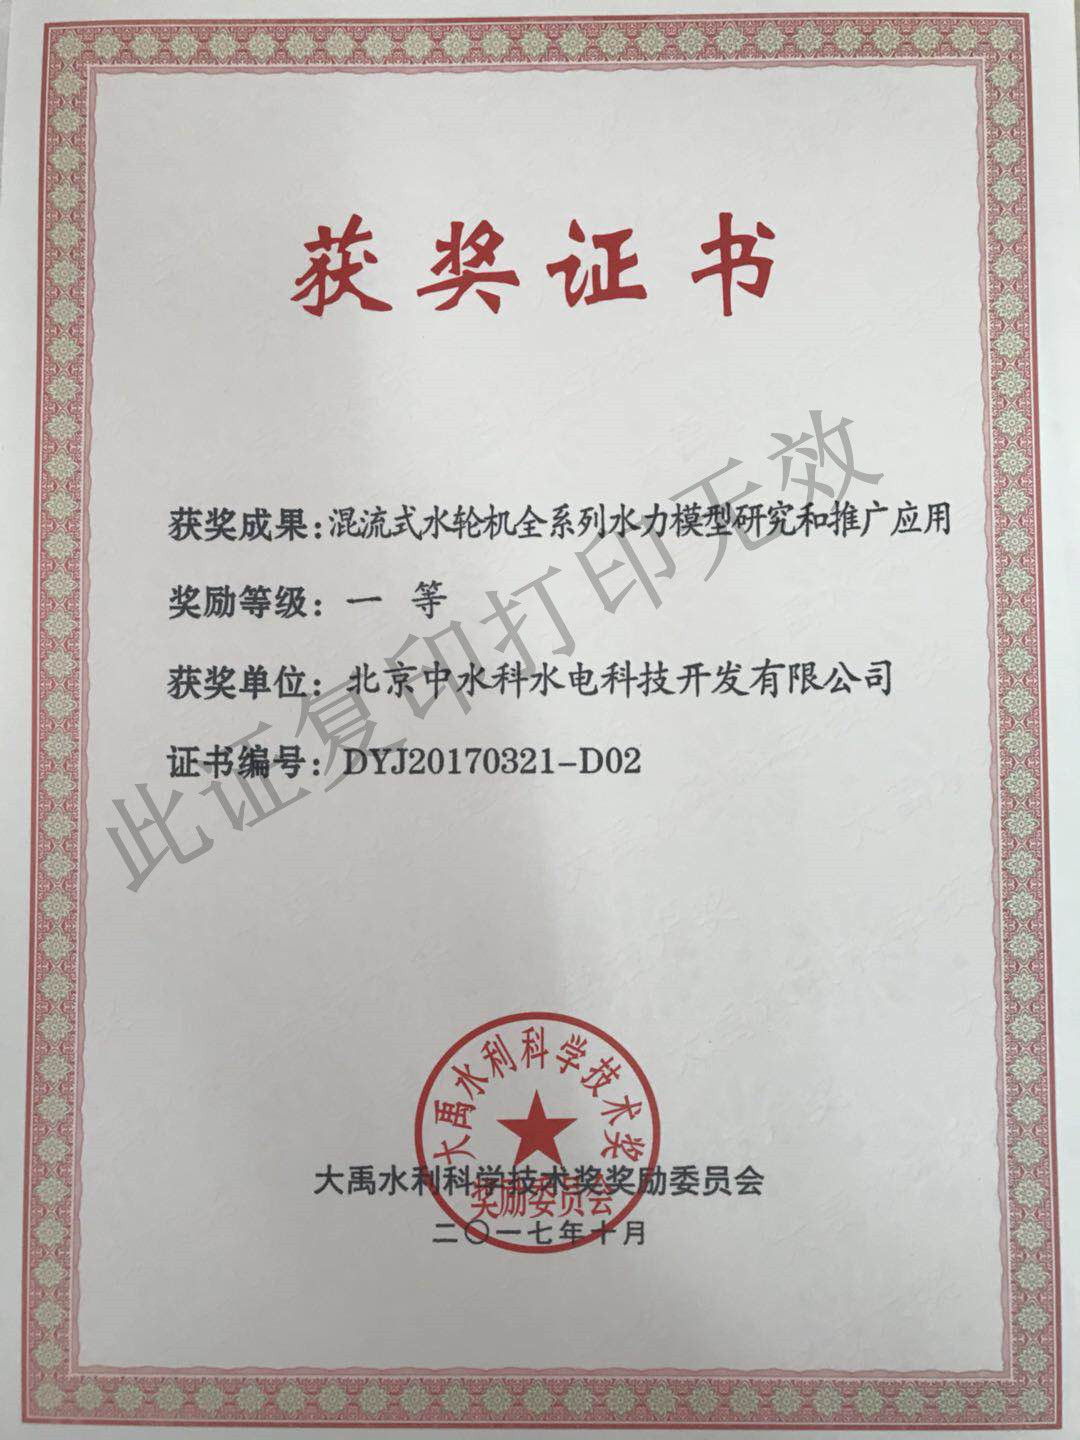 获奖证书
获奖成果：混流式水轮机全系列水力模型研究和推广应用
奖励等级：一 等
获奖单位：北京中水科水电科技开发有限公司
证书编号：DYJ20170321-D02
此证复印打印无效
大禹水利科学技术奖
奖励委员会
大禹水利科学技术奖奖励委员会
二〇一七年十月